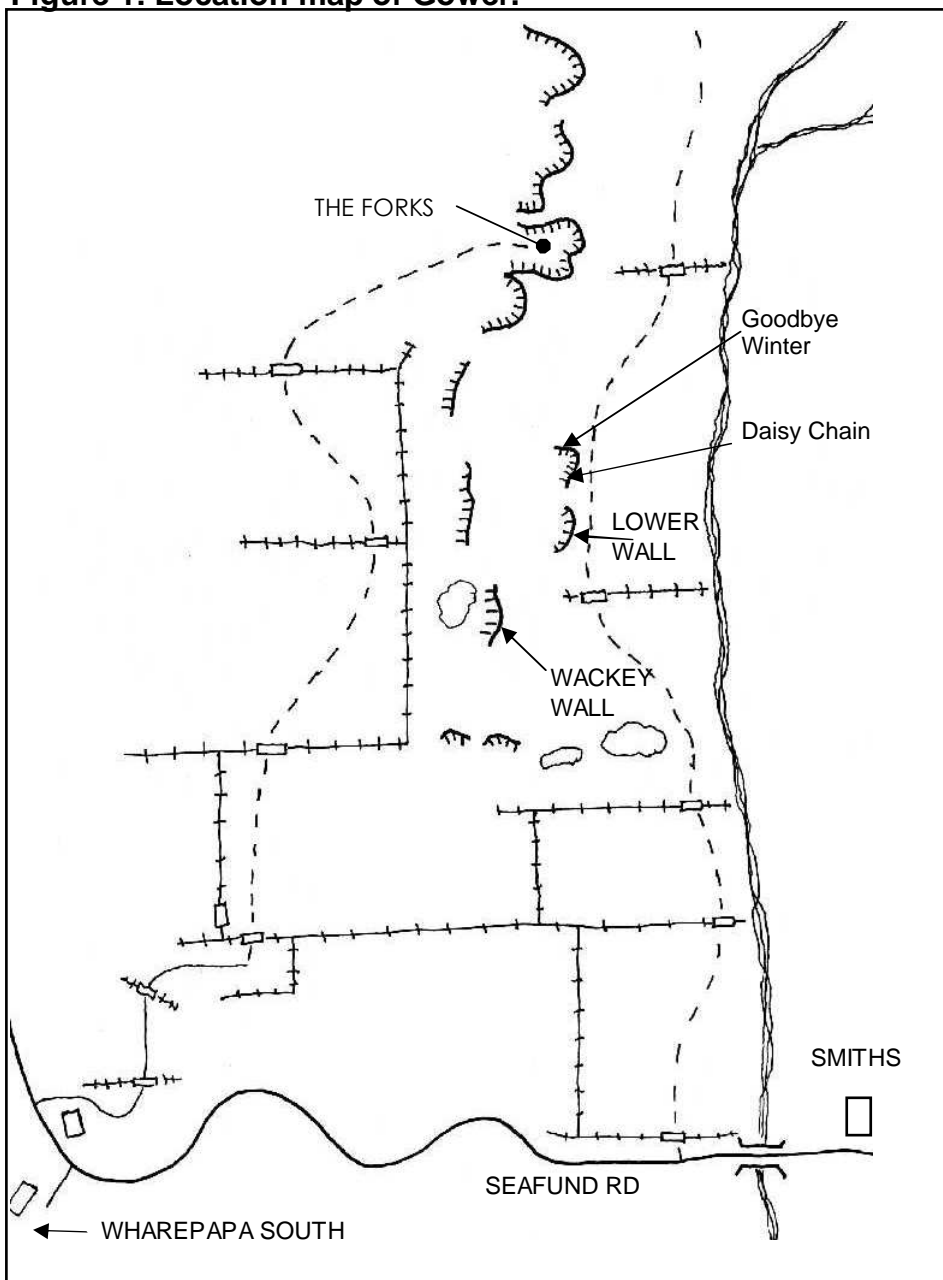 Figure 1: Location map of Gower.
THE FORKS
Goodbye
Winter
Daisy Chain
LOWER
WALL
WACKEY
WALL
SMITHS
SEAFUND RD
WHAREPAPA SOUTH